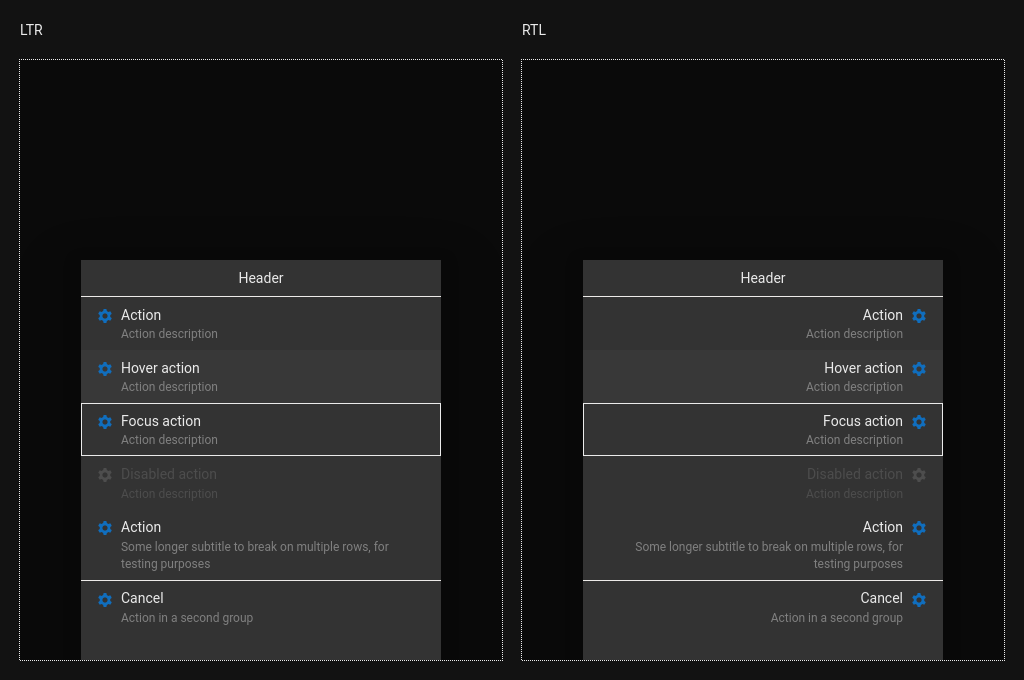 LTR
Header
Action
Action description
Hover action
Action description
Focus action
Action description
Disabled action
Action description
Action
Some longer subtitle to break on multiple rows, for
testing purposes
Cancel
Action in a second group
RTL
Header
Action
Action description
Hover action
Action description
Focus action
Action description
Disabled action
Action description
Action
Some longer subtitle to break on multiple rows, for
testing purposes
Cancel
Action in a second group